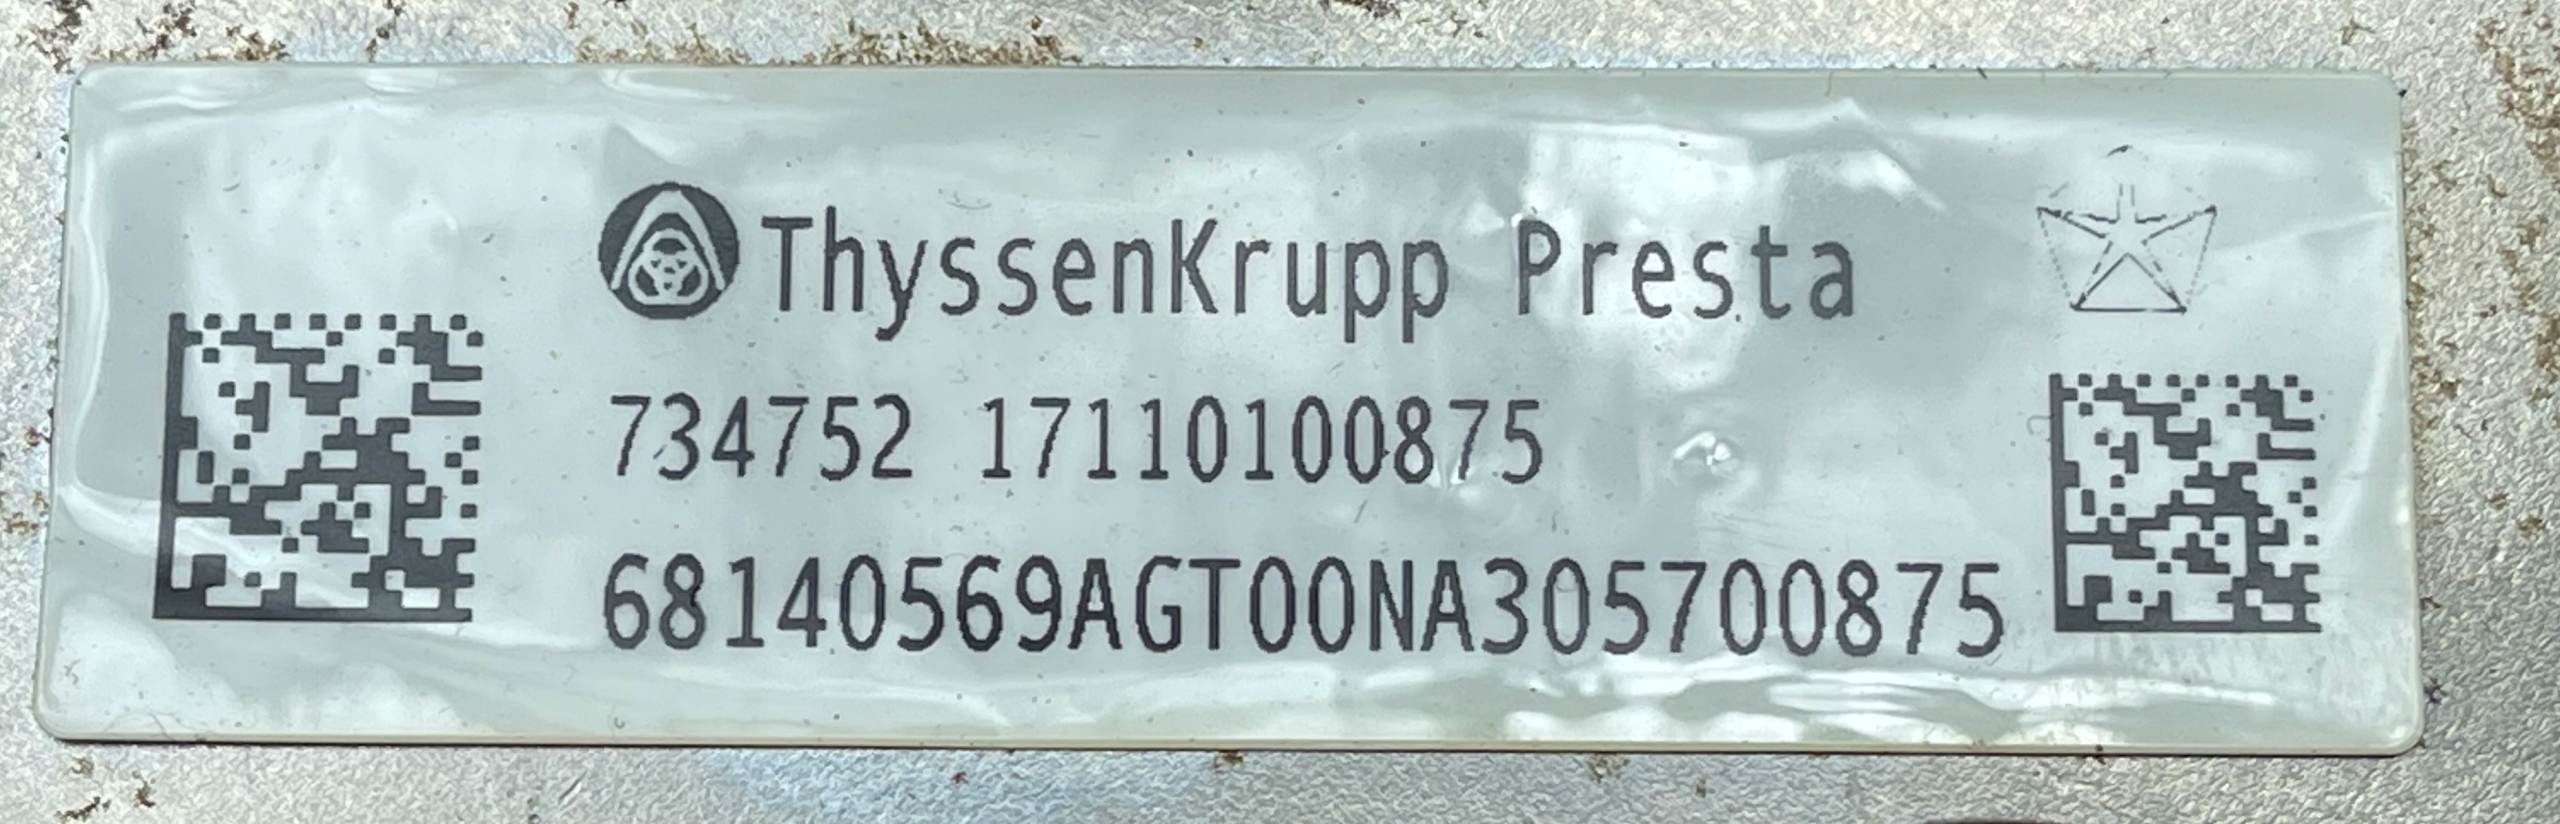 ThyssenKrupp Presta
734752 17110100875
68140569AGT00NA305700875